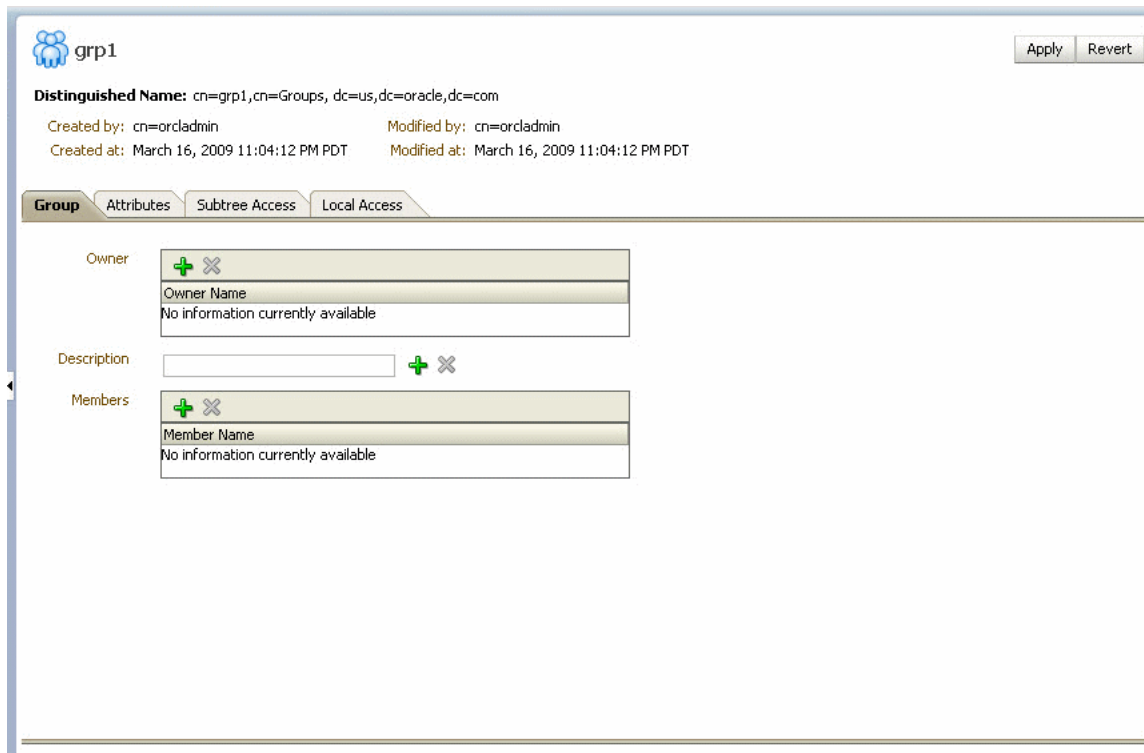 grp1
Apply Revert
Distinguished Name: cn=grp1,cn=Groups, dc=us,dc=oracle,dc=com
Created by: cn=orcladmin Modified by: cn=orcladmin
Created at: March 16, 2009 11:04:12 PM PDT Modified at: March 16, 2009 11:04:12 PM PDT
Group Attributes Subtree Access Local Access
Owner
Owner Name
No information currently available
Description
Members
Member Name
No information currently available